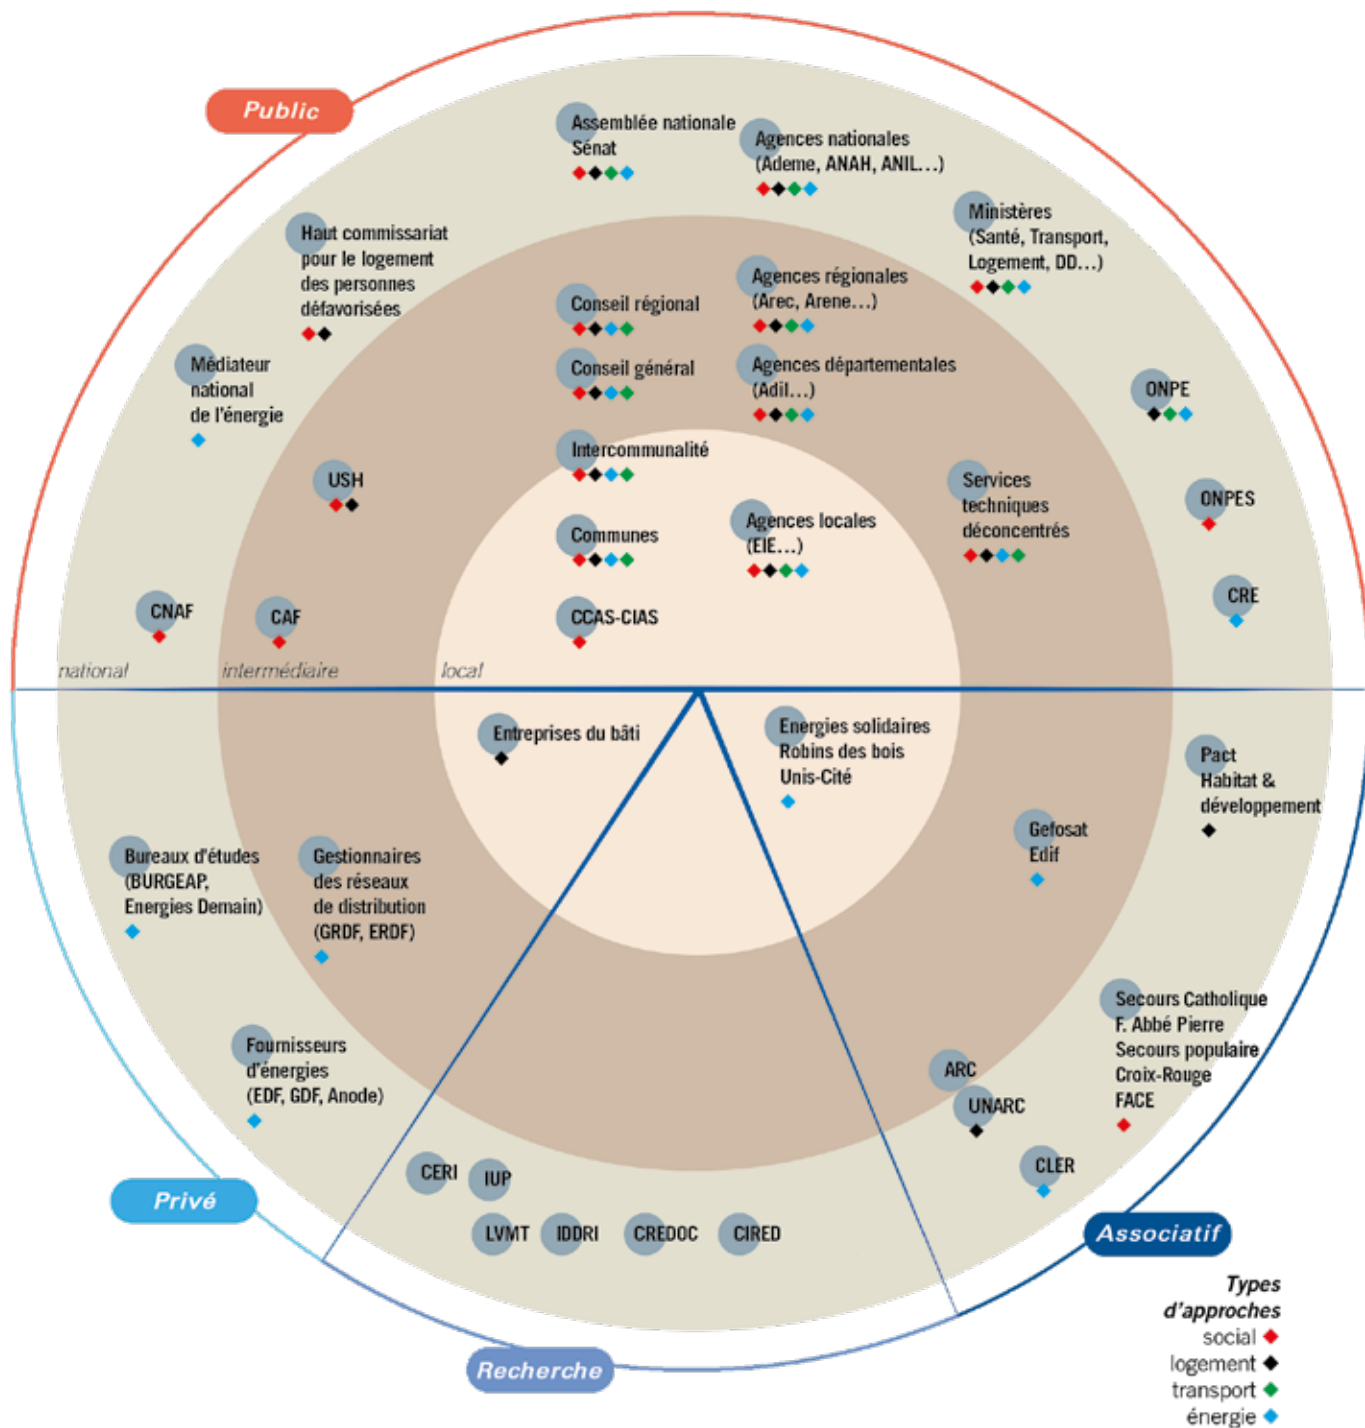 Public
Assemblée nationale
Sénat
Agences nationales
(Ademe, ANAH, ANIL...)
Ministères
(Santé, Transport,
Logement, DD...)
Haut commissariat
pour le logement
des personnes
défavorisées
Conseil régional
Agences régionales
(Arec, Arene...)
Médiateur
national
de l'énergie
Conseil général
Agences départementales
(Adil...)
ONPE
Intercommunalité
USH
Services
techniques
déconcentrés
ONPES
Communes
Agences locales
(EIE...)
CNAF
CAF
CCAS-CIAS
CRE
national
intermédiaire
local
Entreprises du bâti
Energies solidaires
Robins des bois
Unis-Cité
Pact
Habitat &
développement
Bureaux d'études
(BURGEAP,
Energies Demain)
Gestionnaires
des réseaux
de distribution
(GRDF, ERDF)
Gefosat
Edif
Fournisseurs
d'énergies
(EDF, GDF, Anode)
Secours Catholique
F. Abbé Pierre
Secours populaire
Croix-Rouge
FACE
ARC
UNARC
CLER
CERI
IUP
LVMT
IDDRI
CREDOC
CIRED
Privé
Associatif
Recherche
Types
d'approches
social
logement
transport
énergie